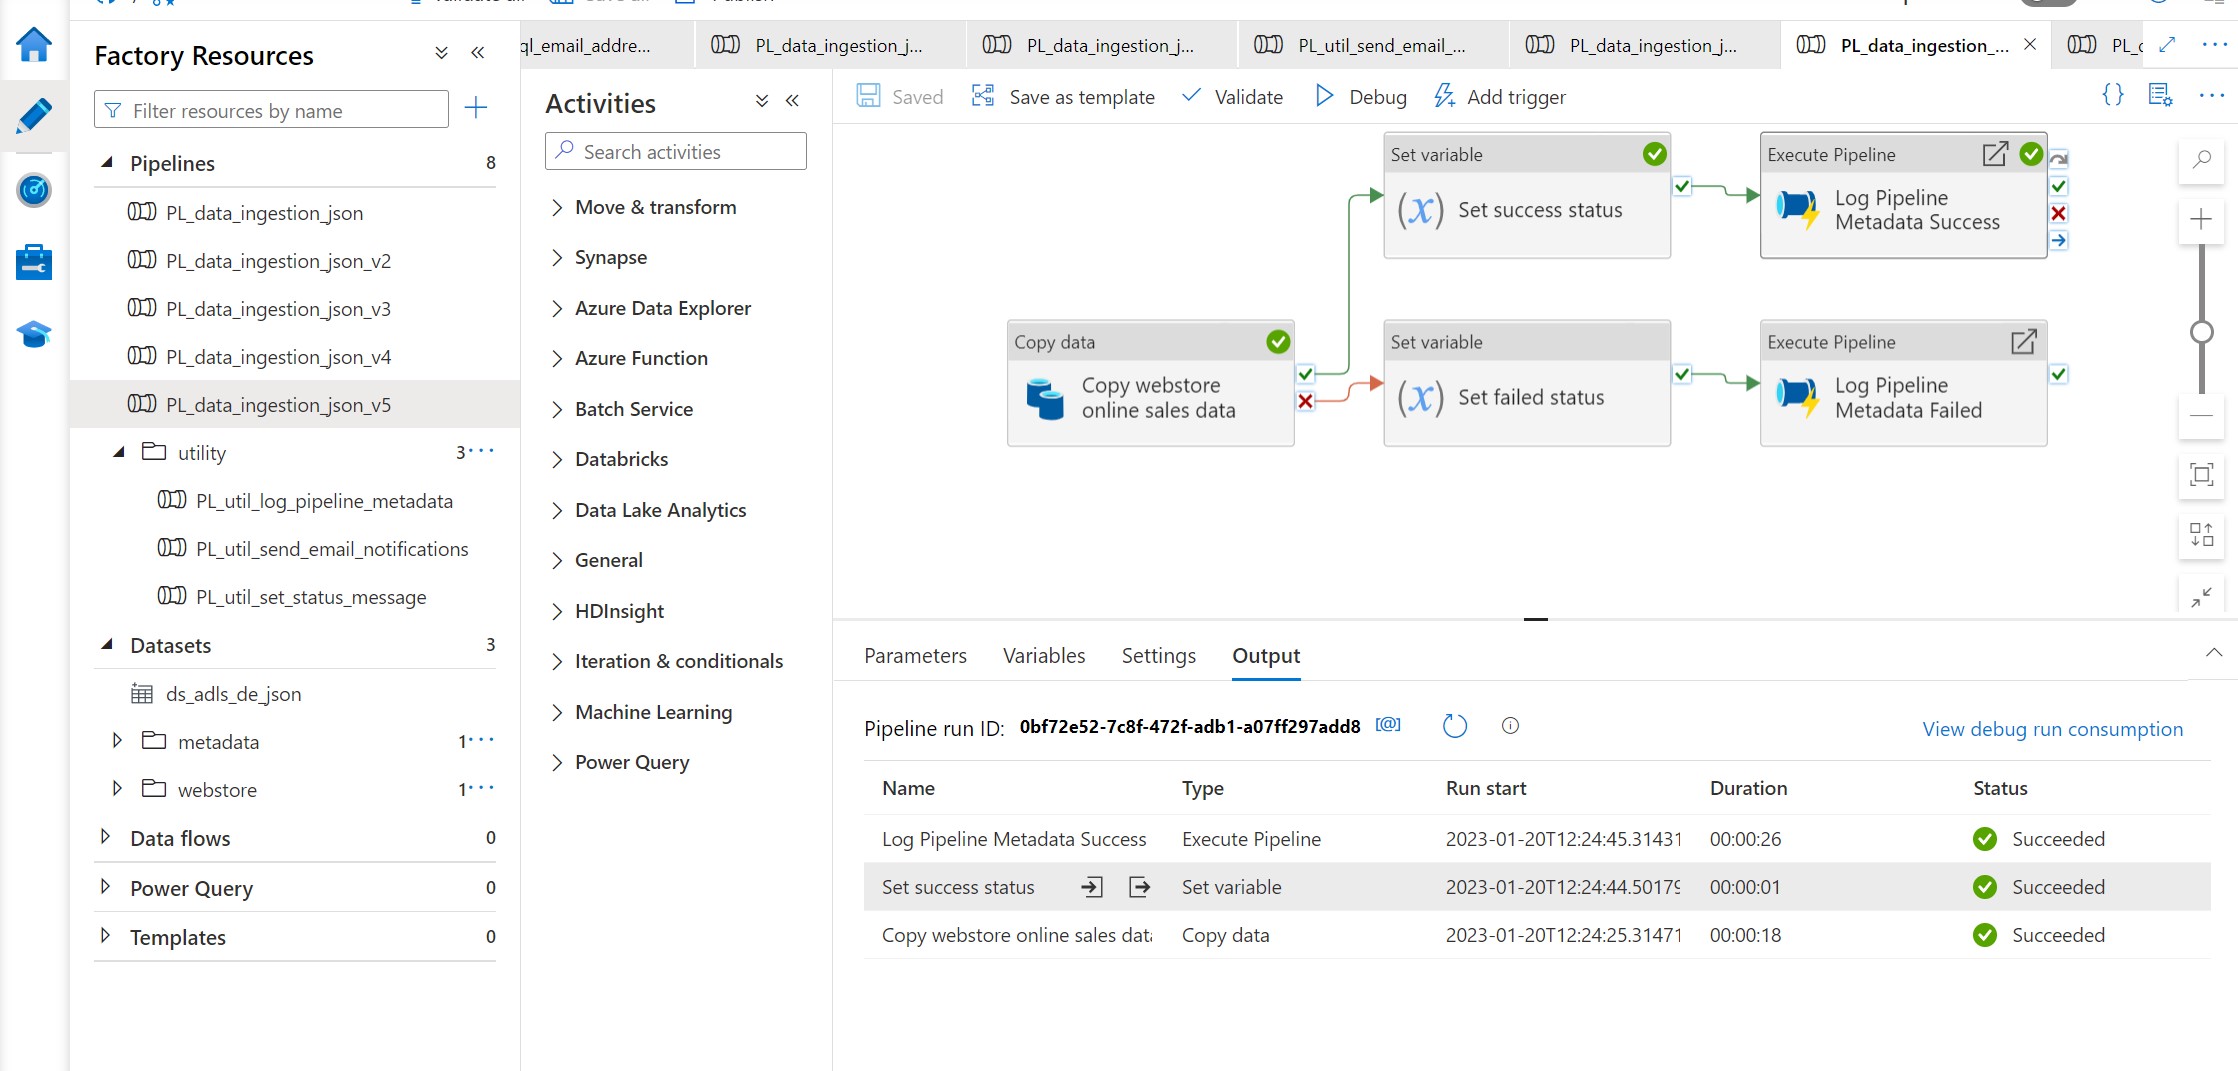 Factory Resources
Filter resources by name
Pipelines 8
PL_data_ingestion_json
PL_data_ingestion_json_v2
PL_data_ingestion_json_v3
PL_data_ingestion_json_v4
PL_data_ingestion_json_v5
utility 3
PL_util_log_pipeline_metadata
PL_util_send_email_notifications
PL_util_set_status_message
Datasets 3
ds_adls_de_json
metadata 1
webstore 1
Data flows 0
Power Query 0
Templates 0
Activities
Search activities
Move & transform
Synapse
Azure Data Explorer
Azure Function
Batch Service
Databricks
Data Lake Analytics
General
HDInsight
Iteration & conditionals
Machine Learning
Power Query
ql_email_addre... PL_data_ingestion_j... PL_data_ingestion_j... PL_util_send_email_... PL_data_ingestion_j... PL_data_ingestion_...
Saved Save as template Validate Debug Add trigger
Set variable
(x) Set success status
Execute Pipeline
Log Pipeline
Metadata Success
Copy data
Copy webstore
online sales data
Set variable
(x) Set failed status
Execute Pipeline
Log Pipeline
Metadata Failed
Parameters Variables Settings Output
Pipeline run ID: 0bf72e52-7c8f-472f-adb1-a07ff297add8 [@] View debug run consumption
Name Type Run start Duration Status
Log Pipeline Metadata Success Execute Pipeline 2023-01-20T12:24:45.31431 00:00:26 Succeeded
Set success status Set variable 2023-01-20T12:24:44.5017 00:00:01 Succeeded
Copy webstore online sales data Copy data 2023-01-20T12:24:25.31471 00:00:18 Succeeded